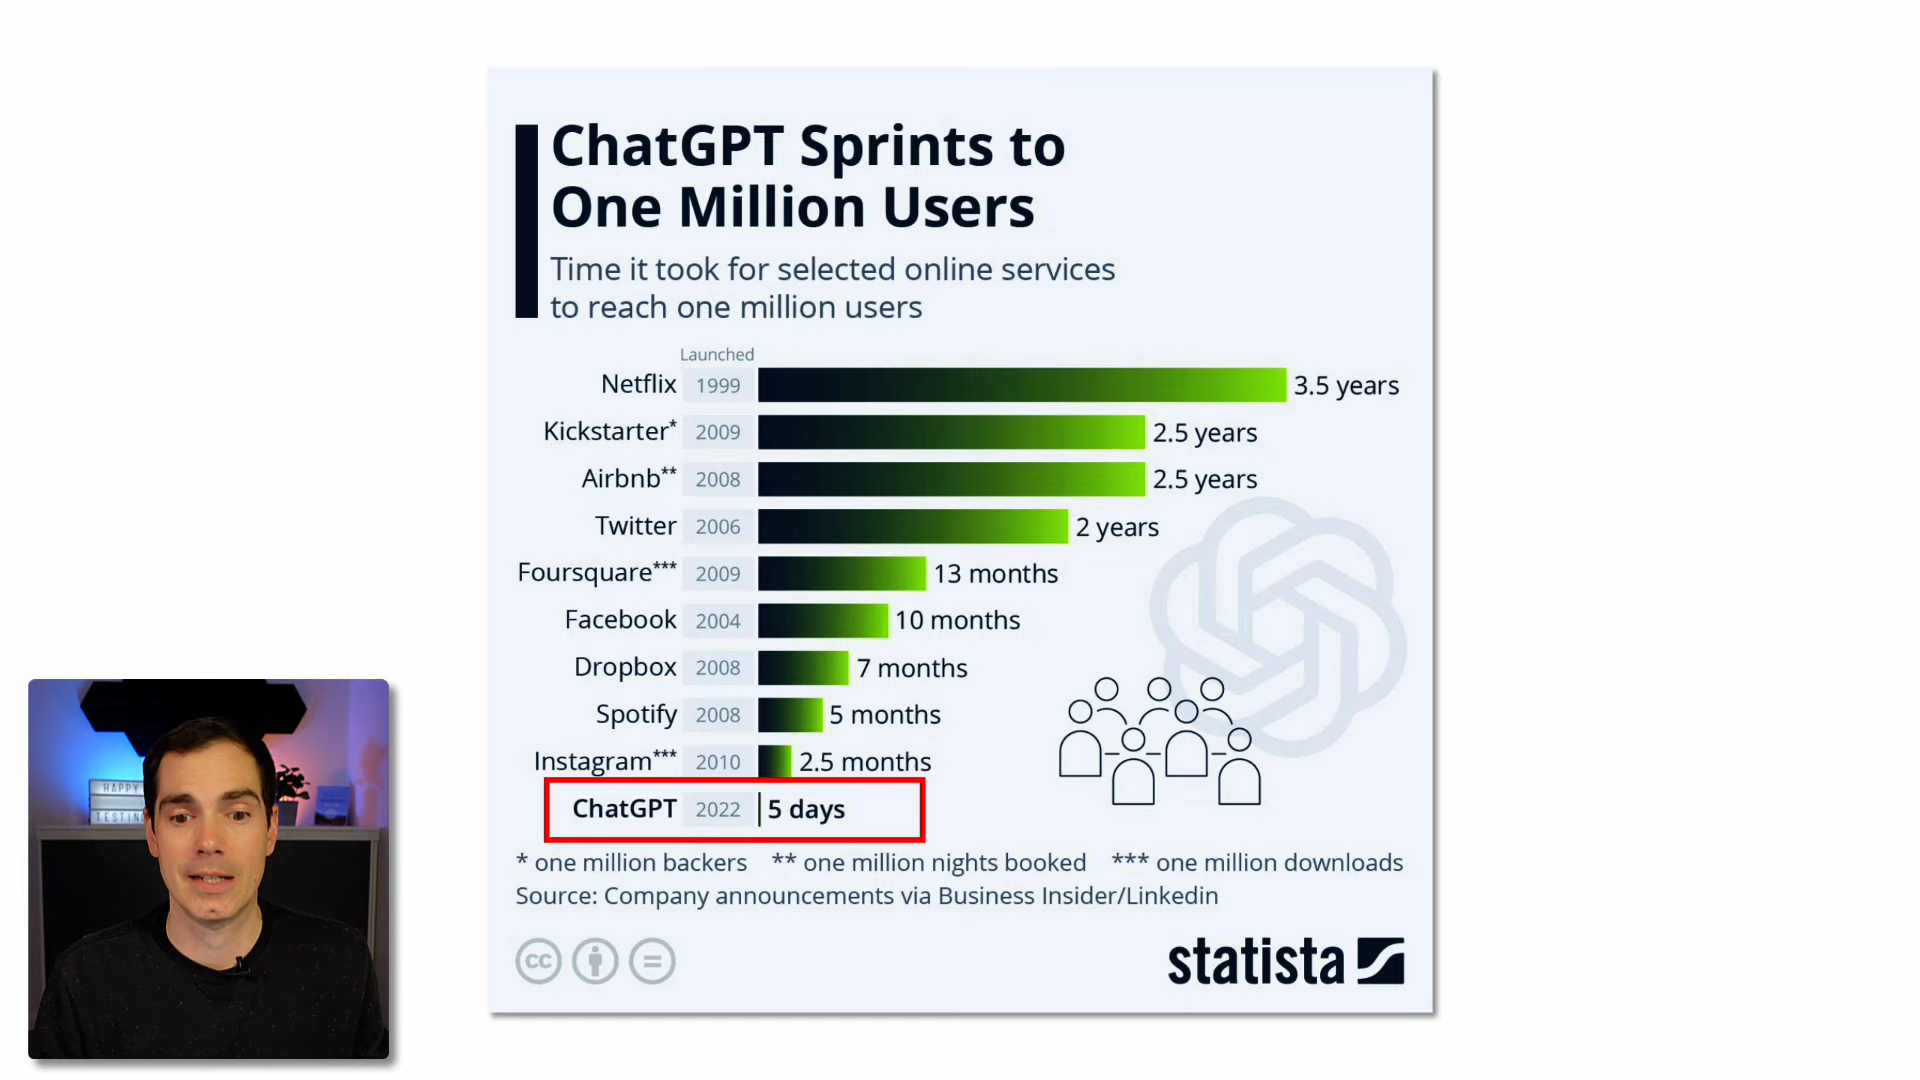 ChatGPT Sprints to
One Million Users
Time it took for selected online services
to reach one million users
Launched
Netflix 1999 3.5 years
Kickstarter* 2009 2.5 years
Airbnb** 2008 2.5 years
Twitter 2006 2 years
Foursquare*** 2009 13 months
Facebook 2004 10 months
Dropbox 2008 7 months
Spotify 2008 5 months
Instagram*** 2010 2.5 months
ChatGPT 2022 5 days
* one million backers ** one million nights booked *** one million downloads
Source: Company announcements via Business Insider/Linkedin
cc
statista
HAPPY